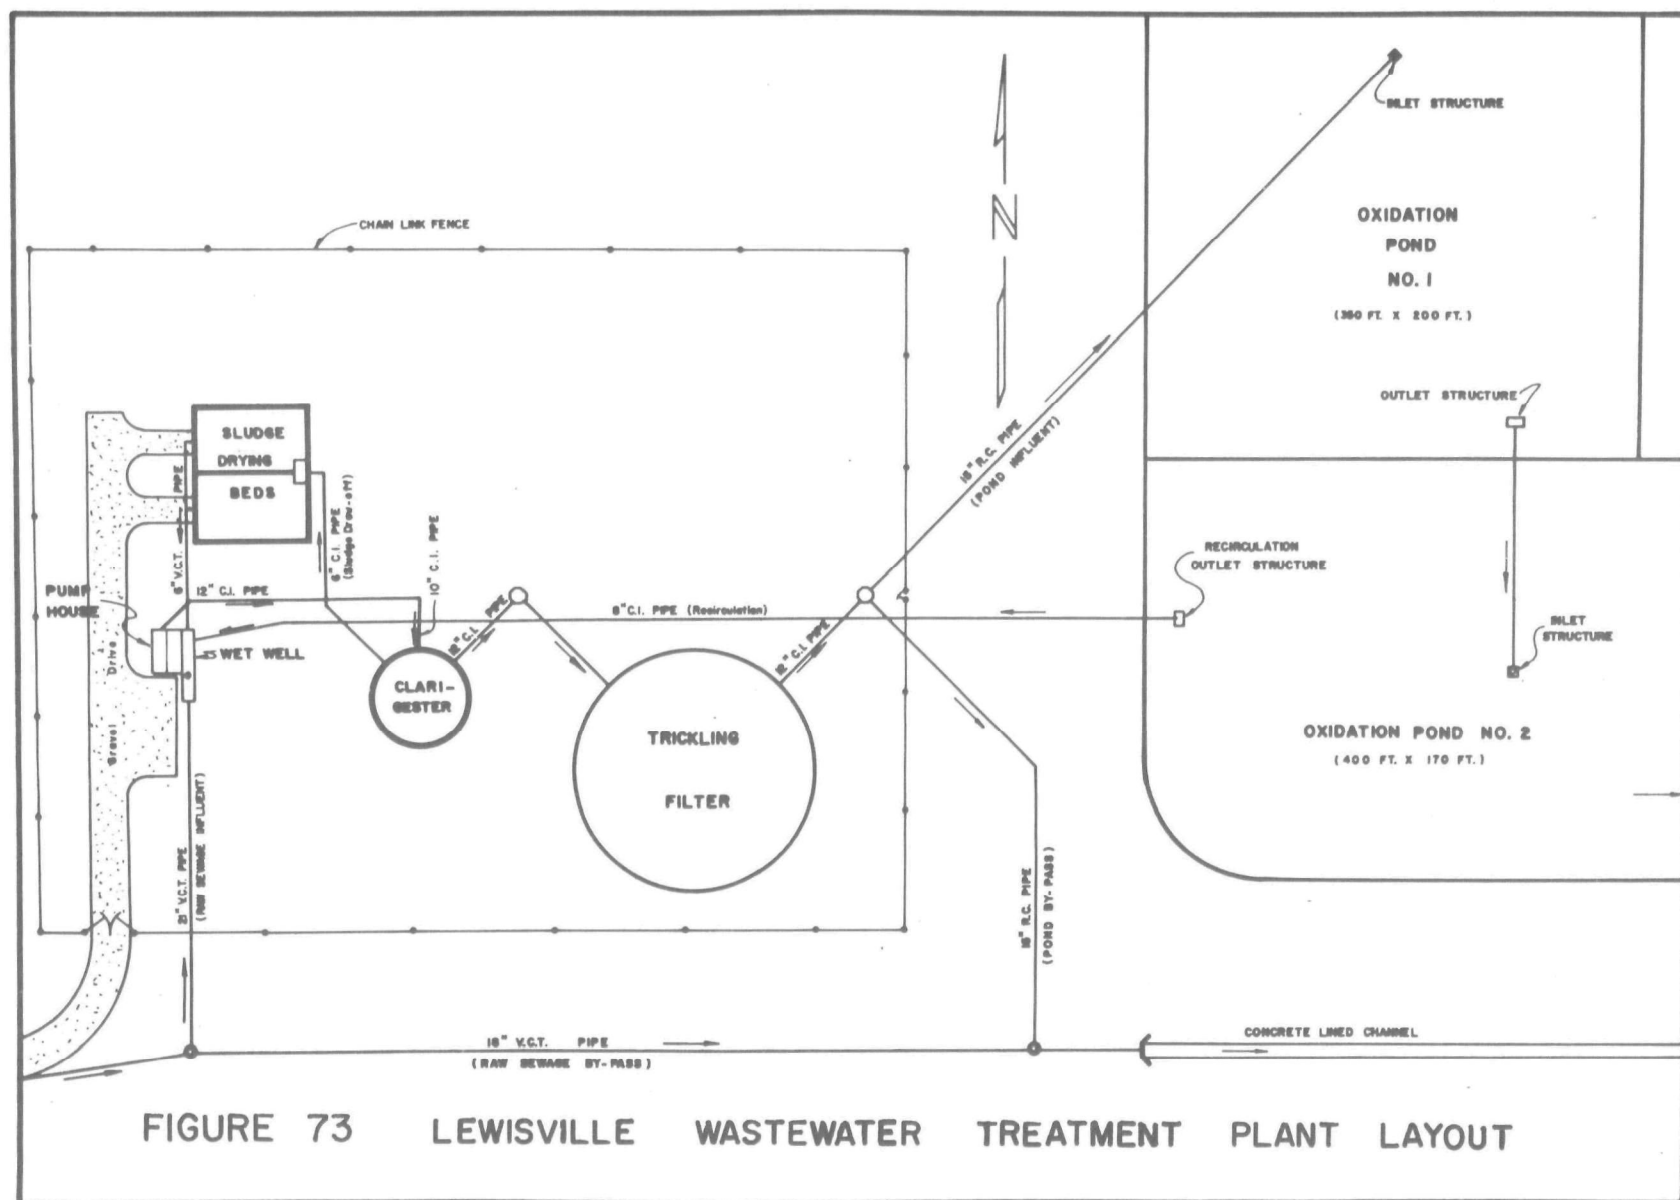 INLET STRUCTURE
OXIDATION
POND
NO. 1
(350 FT. X 200 FT.)
N
CHAIN LINK FENCE
OUTLET STRUCTURE
18" R.C. PIPE
(POND INFLUENT)
SLUDGE
DRYING
BEDS
6" V.C.T. PIPE
6" C.I. PIPE
(Sludge Draw-off)
10" C.I. PIPE
12" C.I. PIPE
PUMP
HOUSE
WET WELL
12" C.I. PIPE
8" C.I. PIPE (Recirculation)
12" C.I. PIPE
RECIRCULATION
OUTLET STRUCTURE
INLET
STRUCTURE
CLARI-
GESTER
TRICKLING
FILTER
OXIDATION POND NO. 2
(400 FT. X 170 FT.)
Gravel Drive
21" V.C.T. PIPE
(RAW SEWAGE INFLUENT)
18" R.C. PIPE
(POND BY-PASS)
18" V.C.T. PIPE
(RAW SEWAGE BY-PASS)
CONCRETE LINED CHANNEL
FIGURE 73 LEWISVILLE WASTEWATER TREATMENT PLANT LAYOUT